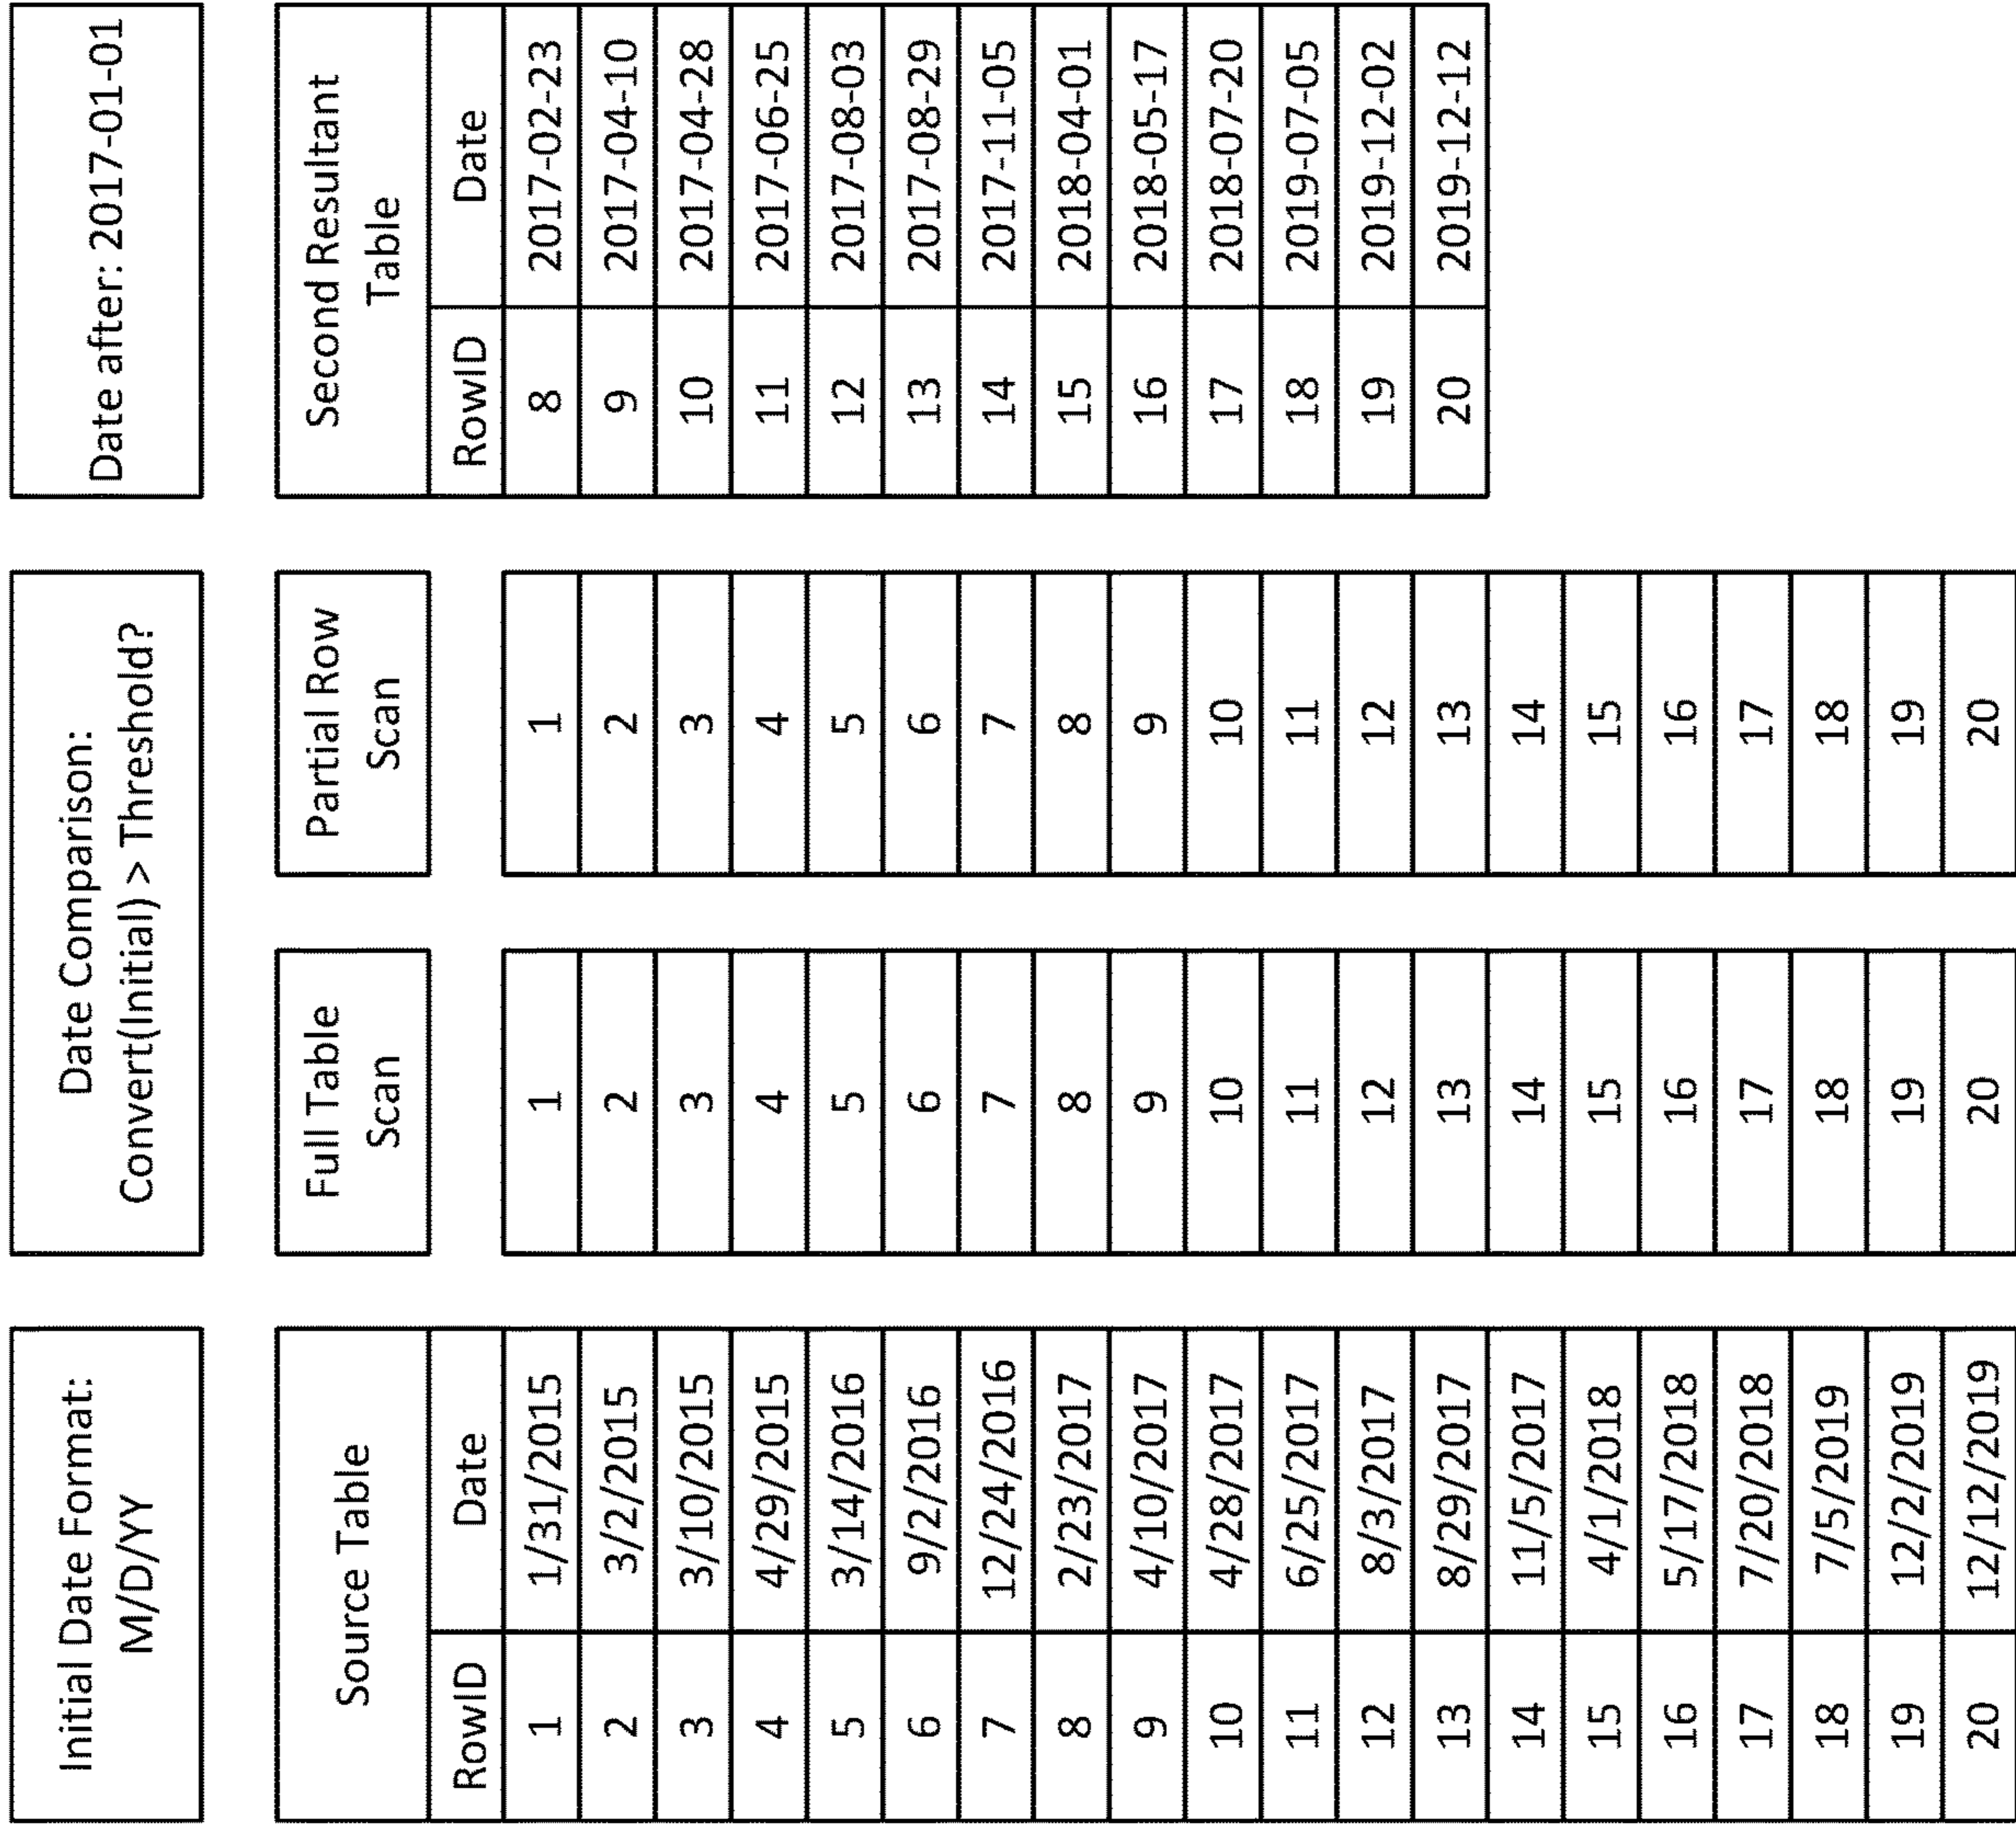 Initial Date Format:
M/D/YY
Date Comparison:
Convert(Initial) > Threshold?
Date after: 2017-01-01
Source Table
Full Table
Scan
Partial Row
Scan
Second Resultant
Table
RowID Date RowID Date
1 1/31/2015 1 1 8 2017-02-23
2 3/2/2015 2 2 9 2017-04-10
3 3/10/2015 3 3 10 2017-04-28
4 4/29/2015 4 4 11 2017-06-25
5 3/14/2016 5 5 12 2017-08-03
6 9/2/2016 6 6 13 2017-08-29
7 12/24/2016 7 7 14 2017-11-05
8 2/23/2017 8 8 15 2018-04-01
9 4/10/2017 9 9 16 2018-05-17
10 4/28/2017 10 10 17 2018-07-20
11 6/25/2017 11 11 18 2019-07-05
12 8/3/2017 12 12 19 2019-12-02
13 8/29/2017 13 13 20 2019-12-12
14 11/5/2017 14 14
15 4/1/2018 15 15
16 5/17/2018 16 16
17 7/20/2018 17 17
18 7/5/2019 18 18
19 12/2/2019 19 19
20 12/12/2019 20 20